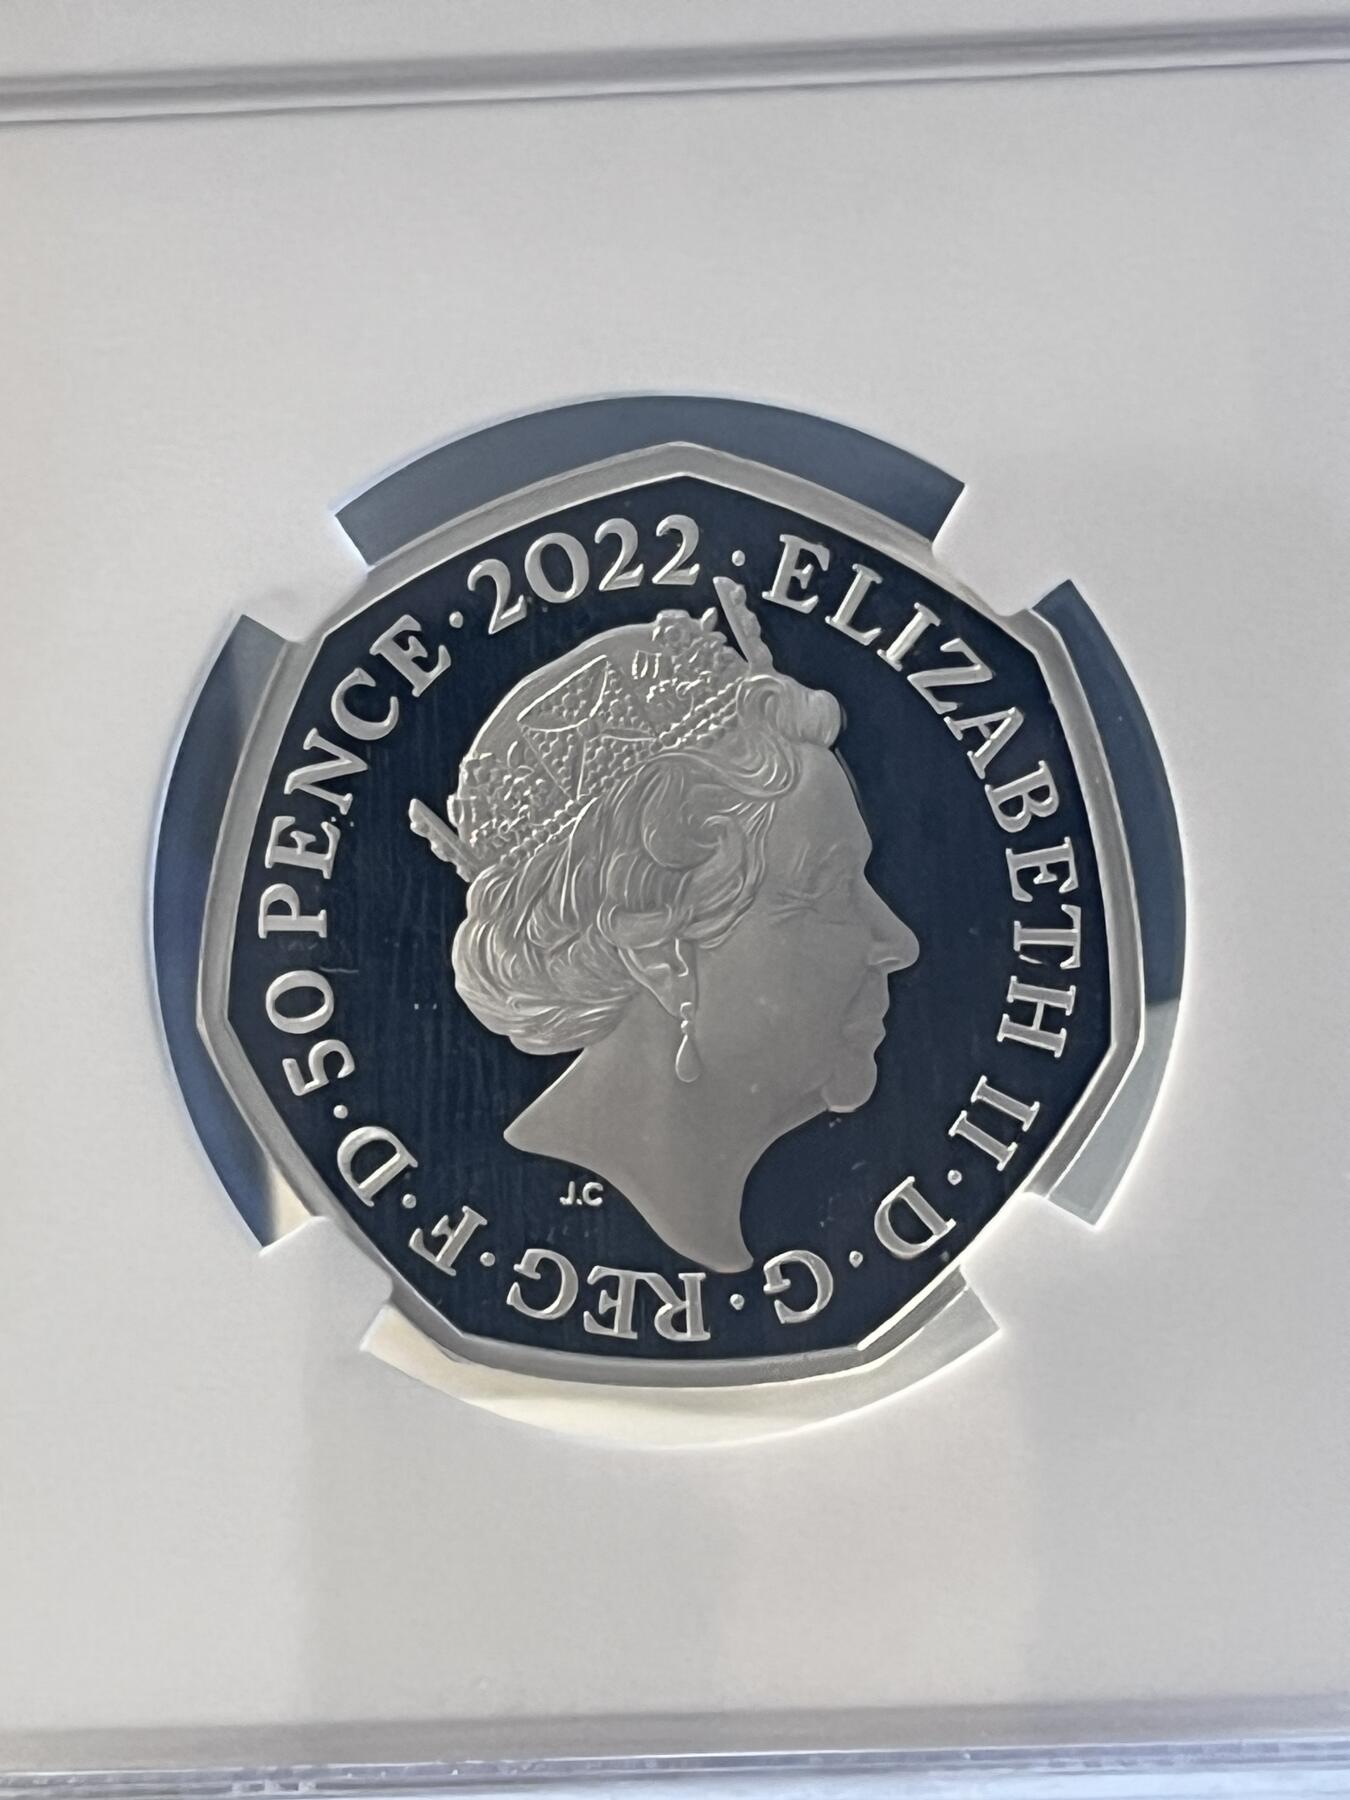 ELIZABETH II · D · G · REG · F · D · 50 PENCE · 2022 ·
J.C